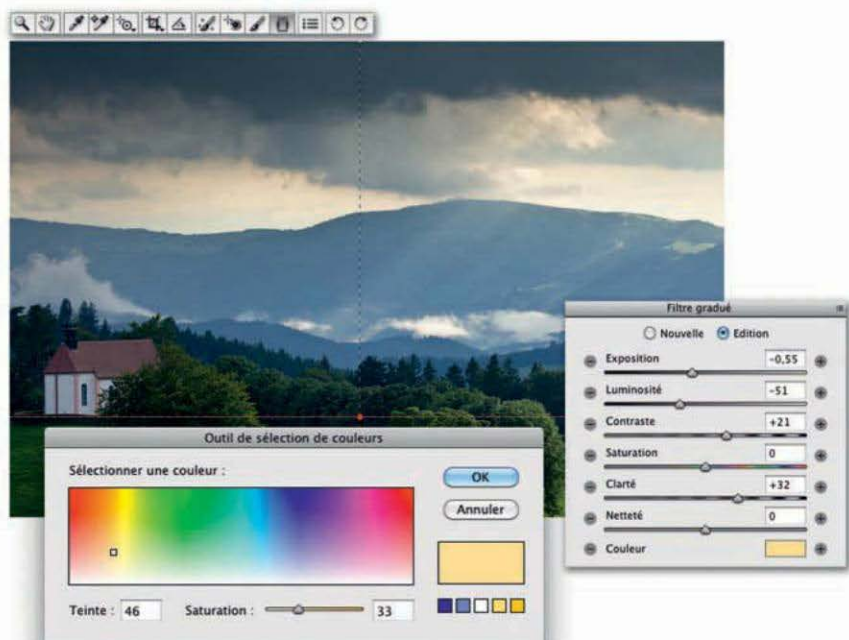 Filtre gradué
Nouvelle Edition
Exposition -0,55
Luminosité -51
Contraste +21
Saturation 0
Clarté +32
Netteté 0
Couleur
Outil de sélection de couleurs
Sélectionner une couleur :
OK
Annuler
Teinte : 46 Saturation : 33